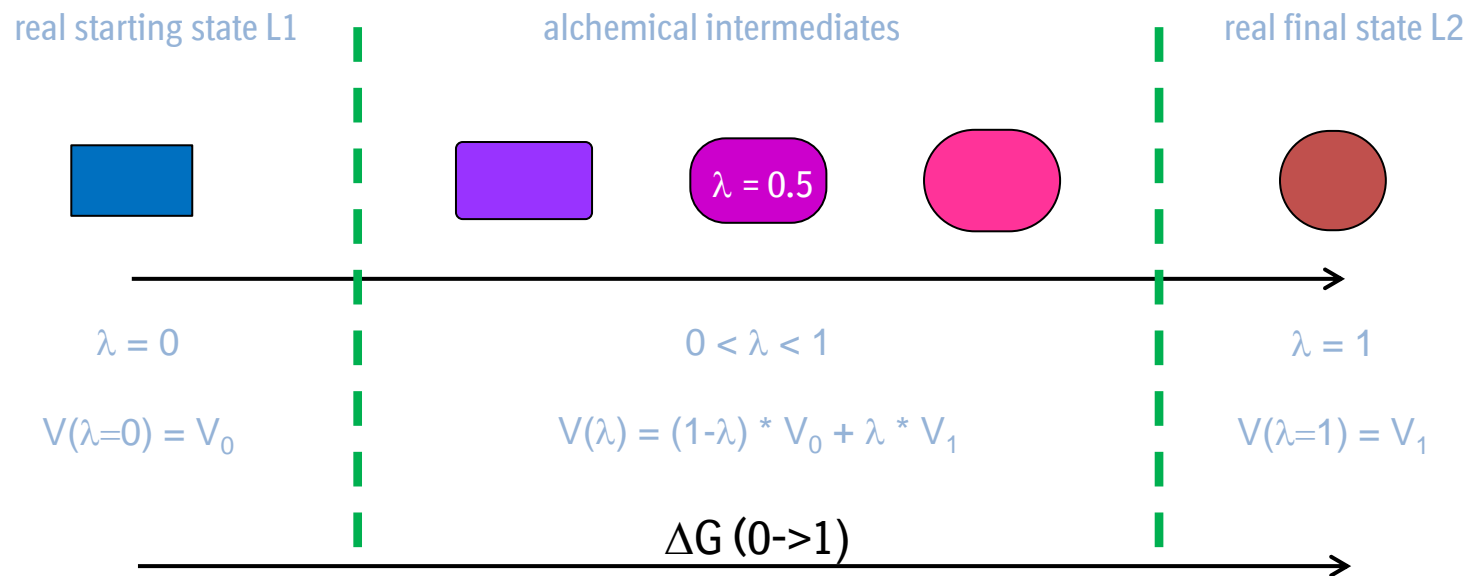 real starting state L1 alchemical intermediates real final state L2
λ = 0.5
λ = 0 0 < λ < 1 λ = 1
V(λ=0) = V₀ V(λ) = (1-λ) * V₀ + λ * V₁ V(λ=1) = V₁
ΔG (0->1)